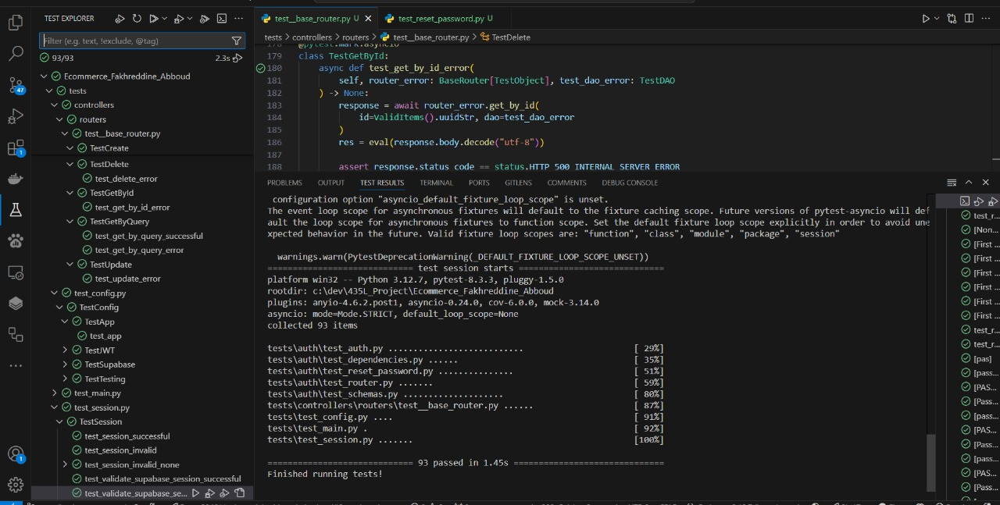 TEST EXPLORER
Filter (e.g. text, !exclude, @tag)
93/93
2.3s
Ecommerce_Fakhreddine_Abboud
tests
controllers
routers
test__base_router.py
TestCreate
TestDelete
test_delete_error
TestGetById
test_get_by_id_error
TestGetByQuery
test_get_by_query_successful
test_get_by_query_error
TestUpdate
test_update_error
test_config.py
TestConfig
TestApp
test_app
TestJWT
TestSupabase
TestTesting
test_main.py
test_session.py
TestSession
test_session_successful
test_session_invalid
test_session_invalid_none
test_validate_supabase_session_successful
test_validate_supabase_se...
47
1
1
test__base_router.py U
test_reset_password.py U
tests > controllers > routers > test__base_router.py > TestDelete
178 @pytest.mark.asyncio
179 class TestGetById:
180 async def test_get_by_id_error(
181 self, router_error: BaseRouter[TestObject], test_dao_error: TestDAO
182 ) -> None:
183 response = await router_error.get_by_id(
184 id=ValidItems().uuidStr, dao=test_dao_error
185 )
186 res = eval(response.body.decode("utf-8"))
187
188 assert response.status_code == status.HTTP_500_INTERNAL_SERVER_ERROR
PROBLEMS OUTPUT TEST RESULTS TERMINAL PORTS GITLENS COMMENTS DEBUG CONSOLE
configuration option "asyncio_default_fixture_loop_scope" is unset.
The event loop scope for asynchronous fixtures will default to the fixture caching scope. Future versions of pytest-asyncio will def
ault the loop scope for asynchronous fixtures to function scope. Set the default fixture loop scope explicitly in order to avoid une
xpected behavior in the future. Valid fixture loop scopes are: "function", "class", "module", "package", "session"
warnings.warn(PytestDeprecationWarning(_DEFAULT_FIXTURE_LOOP_SCOPE_UNSET))
============================= test session starts =============================
platform win32 -- Python 3.12.7, pytest-8.3.3, pluggy-1.5.0
rootdir: c:\dev\435L_Project\Ecommerce_Fakhreddine_Abboud
plugins: anyio-4.6.2.post1, asyncio-0.24.0, cov-6.0.0, mock-3.14.0
asyncio: mode=Mode.STRICT, default_loop_scope=None
collected 93 items
tests\auth\test_auth.py ........................... [ 29%]
tests\auth\test_dependencies.py ...... [ 35%]
tests\auth\test_reset_password.py ............... [ 51%]
tests\auth\test_router.py ....... [ 59%]
tests\auth\test_schemas.py .................... [ 80%]
tests\controllers\routers\test__base_router.py ...... [ 87%]
tests\test_config.py .... [ 91%]
tests\test_main.py . [ 92%]
tests\test_session.py ....... [100%]
============================= 93 passed in 1.45s ==============================
Finished running tests!
test_r...
[Non...
[First ...
[First ...
[First ...
[First ...
[First ...
[First ...
test_r...
test_r...
[pas]
[pass...
[PAS...
[Pass...
[pass...
[PAS...
[Pass...
[pass...
[PAS...
[Pass...